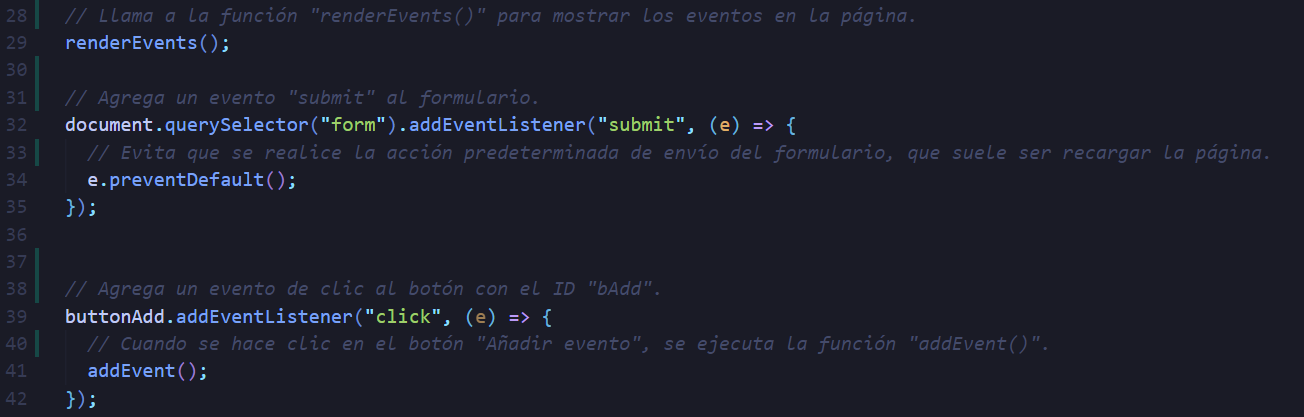 28 // Llama a la función "renderEvents()" para mostrar los eventos en la página.
29 renderEvents();
30
31 // Agrega un evento "submit" al formulario.
32 document.querySelector("form").addEventListener("submit", (e) => {
33 // Evita que se realice la acción predeterminada de envío del formulario, que suele ser recargar la página.
34 e.preventDefault();
35 });
36
37
38 // Agrega un evento de clic al botón con el ID "bAdd".
39 buttonAdd.addEventListener("click", (e) => {
40 // Cuando se hace clic en el botón "Añadir evento", se ejecuta la función "addEvent()".
41 addEvent();
42 });